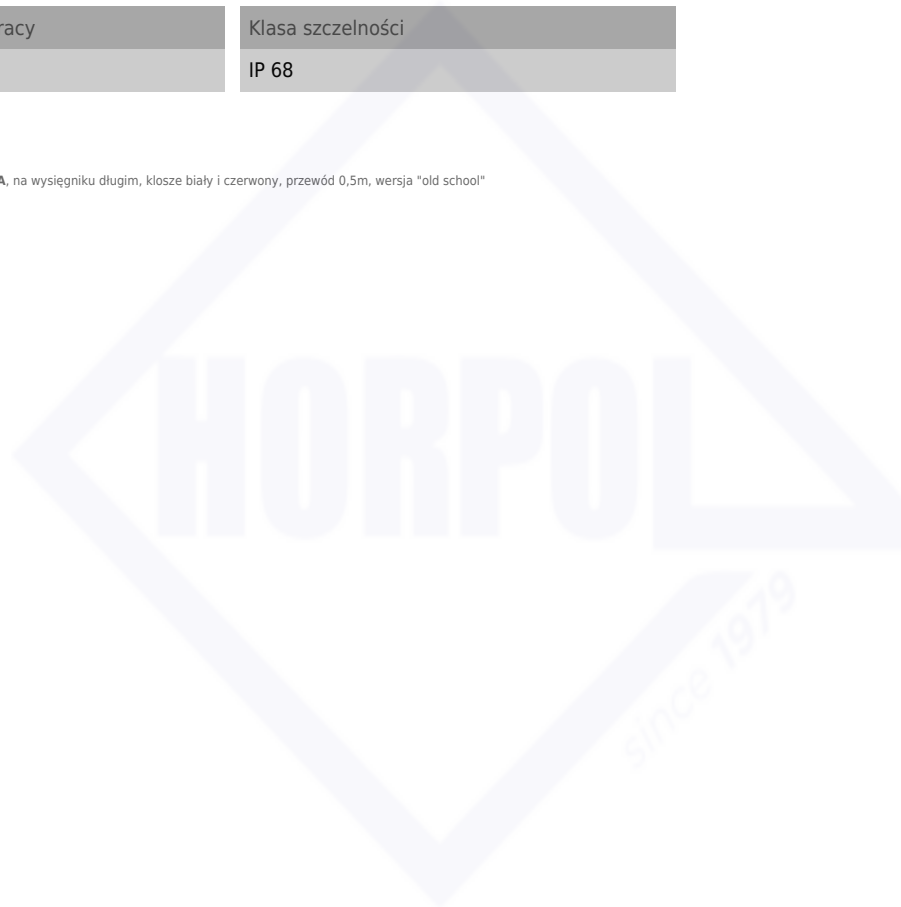 racy
Klasa szczelności
IP 68
A, na wysięgniku długim, klosze biały i czerwony, przewód 0,5m, wersja "old school"
HORPOL
since 1979